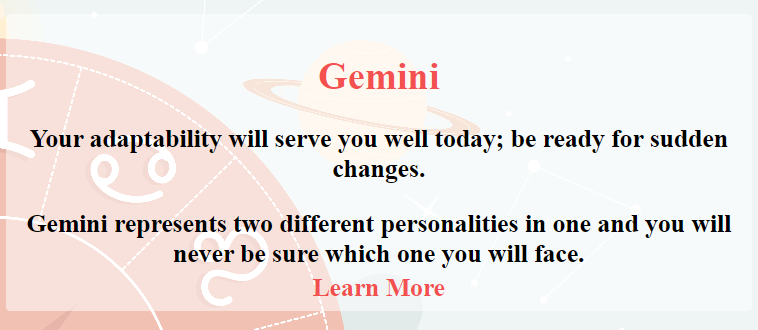 Gemini
Your adaptability will serve you well today; be ready for sudden
changes.
Gemini represents two different personalities in one and you will
never be sure which one you will face.
Learn More